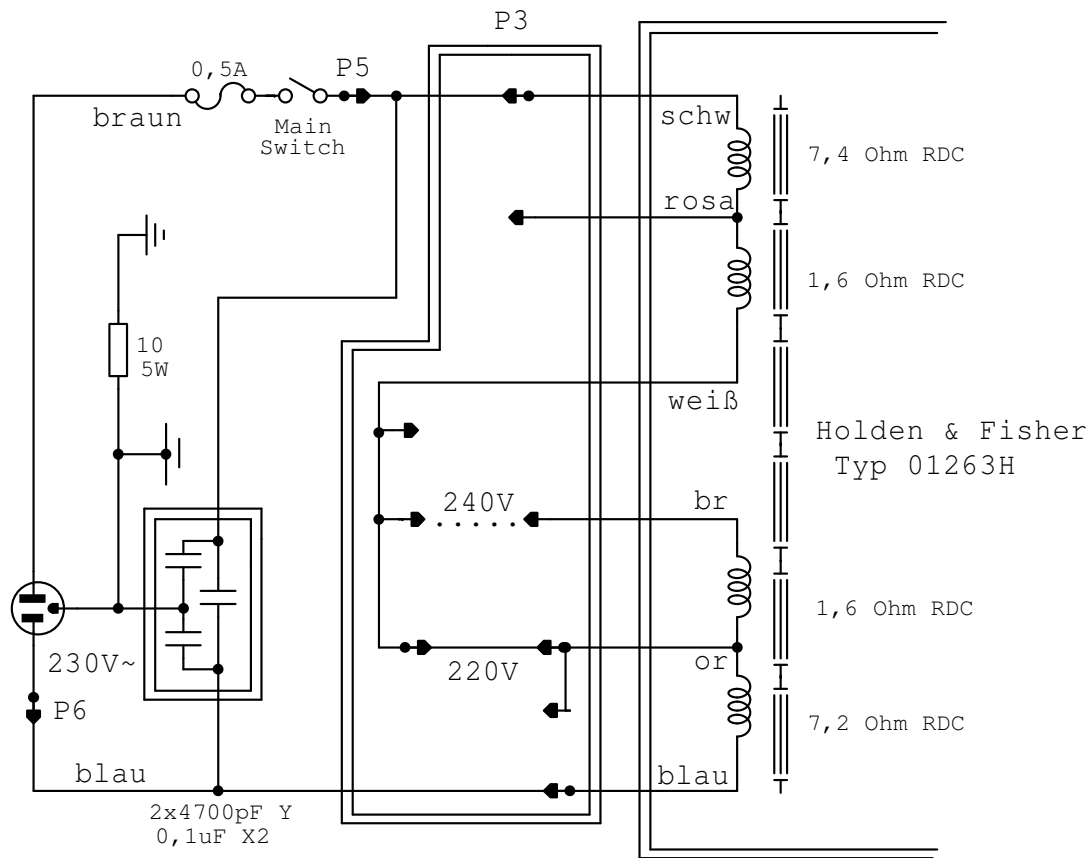 P3
0,5A
P5
braun
Main
Switch
schw
7,4 Ohm RDC
rosa
1,6 Ohm RDC
10
5W
weiß
Holden & Fisher
Typ 01263H
240V
br
.....
1,6 Ohm RDC
230V~
220V
or
P6
7,2 Ohm RDC
blau
blau
2x4700pF Y
0,1uF X2